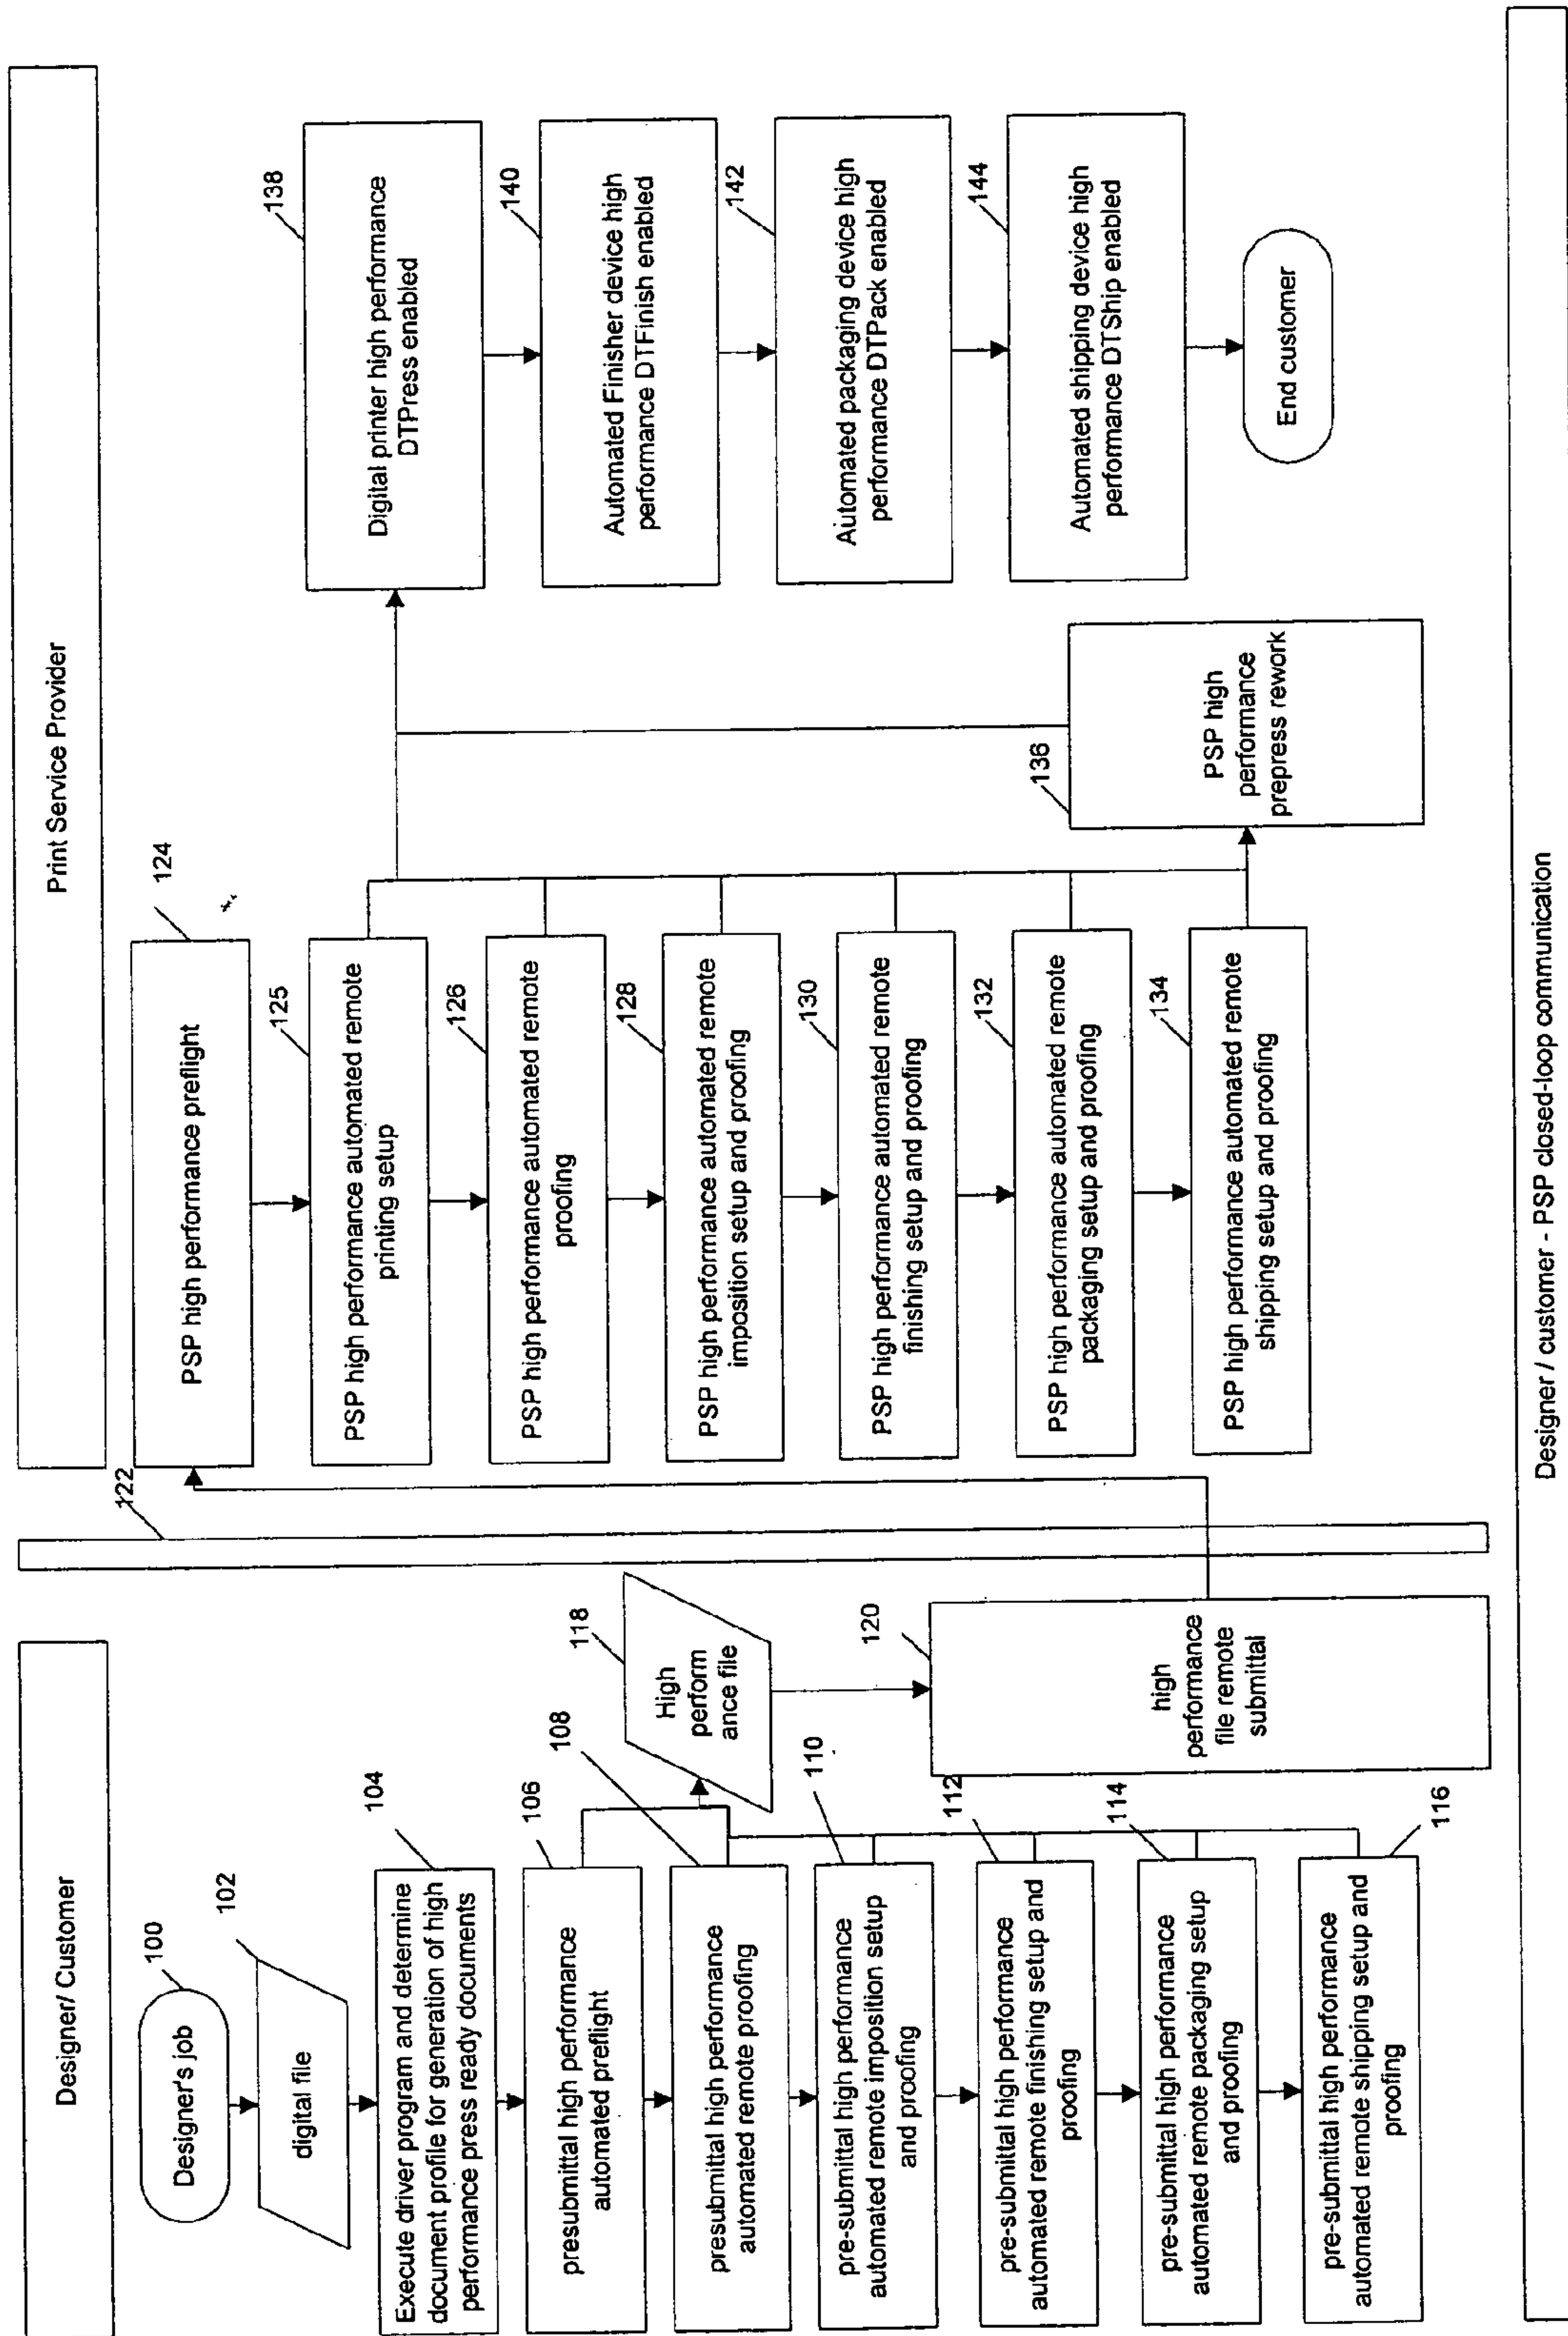 Designer/ Customer
Print Service Provider
Designer's job
100
digital file
102
Execute driver program and determine
document profile for generation of high
performance press ready documents
104
presubmittal high performance
automated preflight
106
presubmittal high performance
automated remote proofing
108
pre-submittal high performance
automated remote imposition setup
and proofing
110
pre-submittal high performance
automated remote finishing setup and
proofing
112
pre-submittal high performance
automated remote packaging setup
and proofing
114
pre-submittal high performance
automated remote shipping setup and
proofing
116
High
perform
ance file
118
high
performance
file remote
submittal
120
122
PSP high performance preflight
124
PSP high performance automated remote
printing setup
125
PSP high performance automated remote
proofing
126
PSP high performance automated remote
imposition setup and proofing
128
PSP high performance automated remote
finishing setup and proofing
130
PSP high performance automated remote
packaging setup and proofing
132
PSP high performance automated remote
shipping setup and proofing
134
PSP high
performance
prepress rework
136
Digital printer high performance
DTPress enabled
138
Automated Finisher device high
performance DTFinish enabled
140
Automated packaging device high
performance DTPack enabled
142
Automated shipping device high
performance DTShip enabled
144
End customer
Designer / customer - PSP closed-loop communication